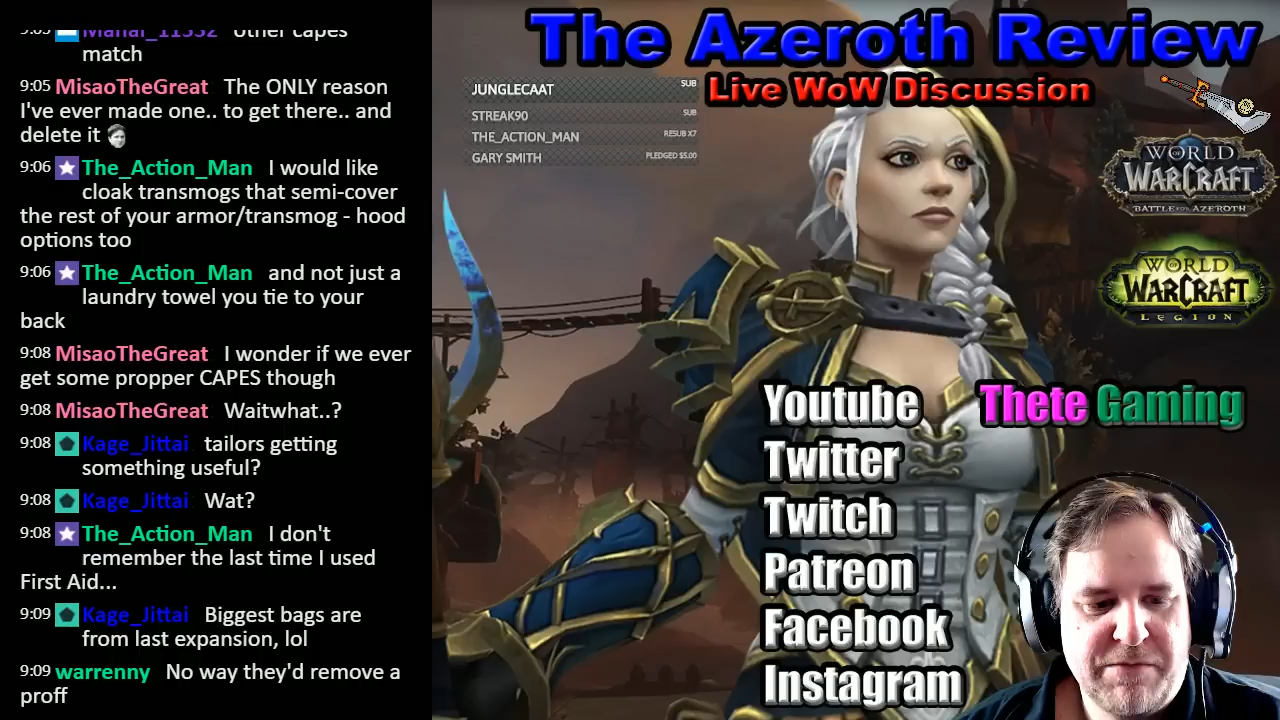 9:05 Manal_11532 other capes
match
9:05 MisaoTheGreat The ONLY reason
I've ever made one.. to get there.. and
delete it
9:06 The_Action_Man I would like
cloak transmogs that semi-cover
the rest of your armor/transmog - hood
options too
9:06 The_Action_Man and not just a
laundry towel you tie to your
back
9:08 MisaoTheGreat I wonder if we ever
get some propper CAPES though
9:08 MisaoTheGreat Waitwhat..?
9:08 Kage_Jittai tailors getting
something useful?
9:08 Kage_Jittai Wat?
9:08 The_Action_Man I don't
remember the last time I used
First Aid...
9:09 Kage_Jittai Biggest bags are
from last expansion, lol
9:09 warrenny No way they'd remove a
proff
The Azeroth Review
Live WoW Discussion
JUNGLECAAT SUB
STREAK90 SUB
THE_ACTION_MAN RESUB X7
GARY SMITH PLEDGED $5.00
WORLD
WARCRAFT
BATTLE FOR AZEROTH
WORLD
WARCRAFT
LEGION
Youtube Thete Gaming
Twitter
Twitch
Patreon
Facebook
Instagram